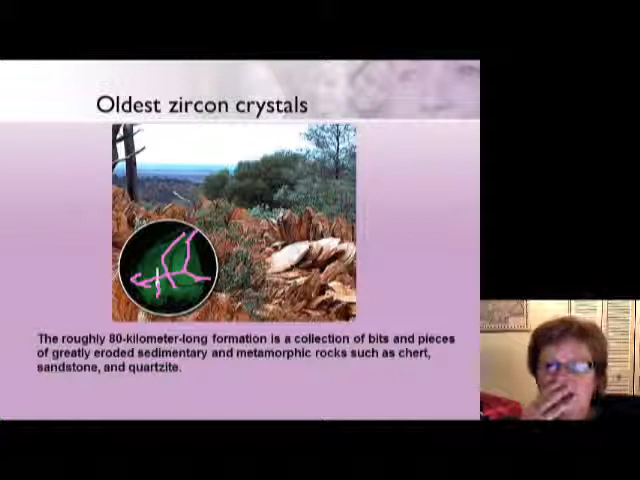 Oldest zircon crystals
The roughly 80-kilometer-long formation is a collection of bits and pieces
of greatly eroded sedimentary and metamorphic rocks such as chert,
sandstone, and quartzite.